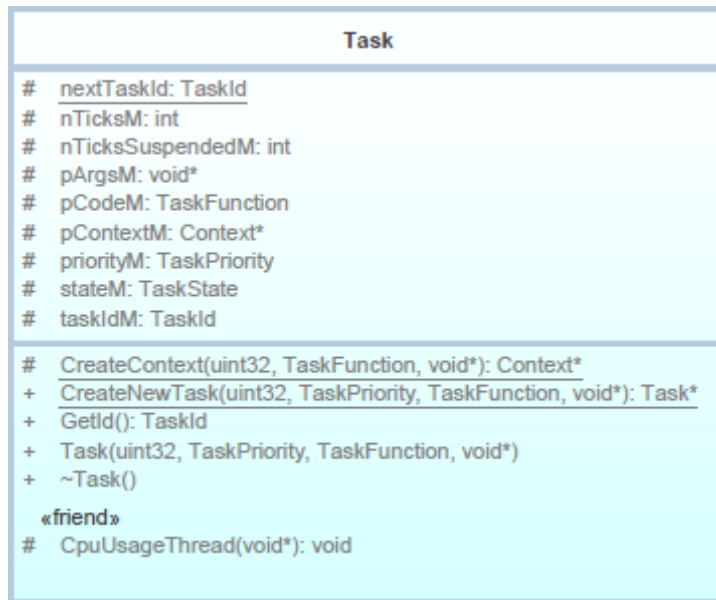 Task
# nextTaskId: TaskId
# nTicksM: int
# nTicksSuspendedM: int
# pArgsM: void*
# pCodeM: TaskFunction
# pContextM: Context*
# priorityM: TaskPriority
# stateM: TaskState
# taskIdM: TaskId
# CreateContext(uint32, TaskFunction, void*): Context*
+ CreateNewTask(uint32, TaskPriority, TaskFunction, void*): Task*
+ GetId(): TaskId
+ Task(uint32, TaskPriority, TaskFunction, void*)
+ ~Task()
«friend»
# CpuUsageThread(void*): void